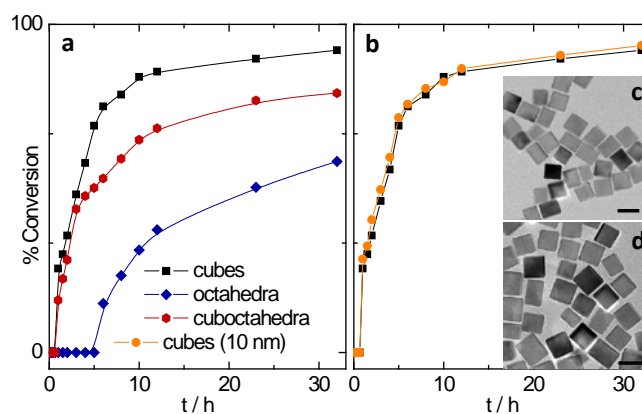 100
a
b
c
d
% Conversion
cubes
octahedra
cuboctahedra
cubes (10 nm)
0
0 10 20 30
0 10 20 30
t / h
t / h